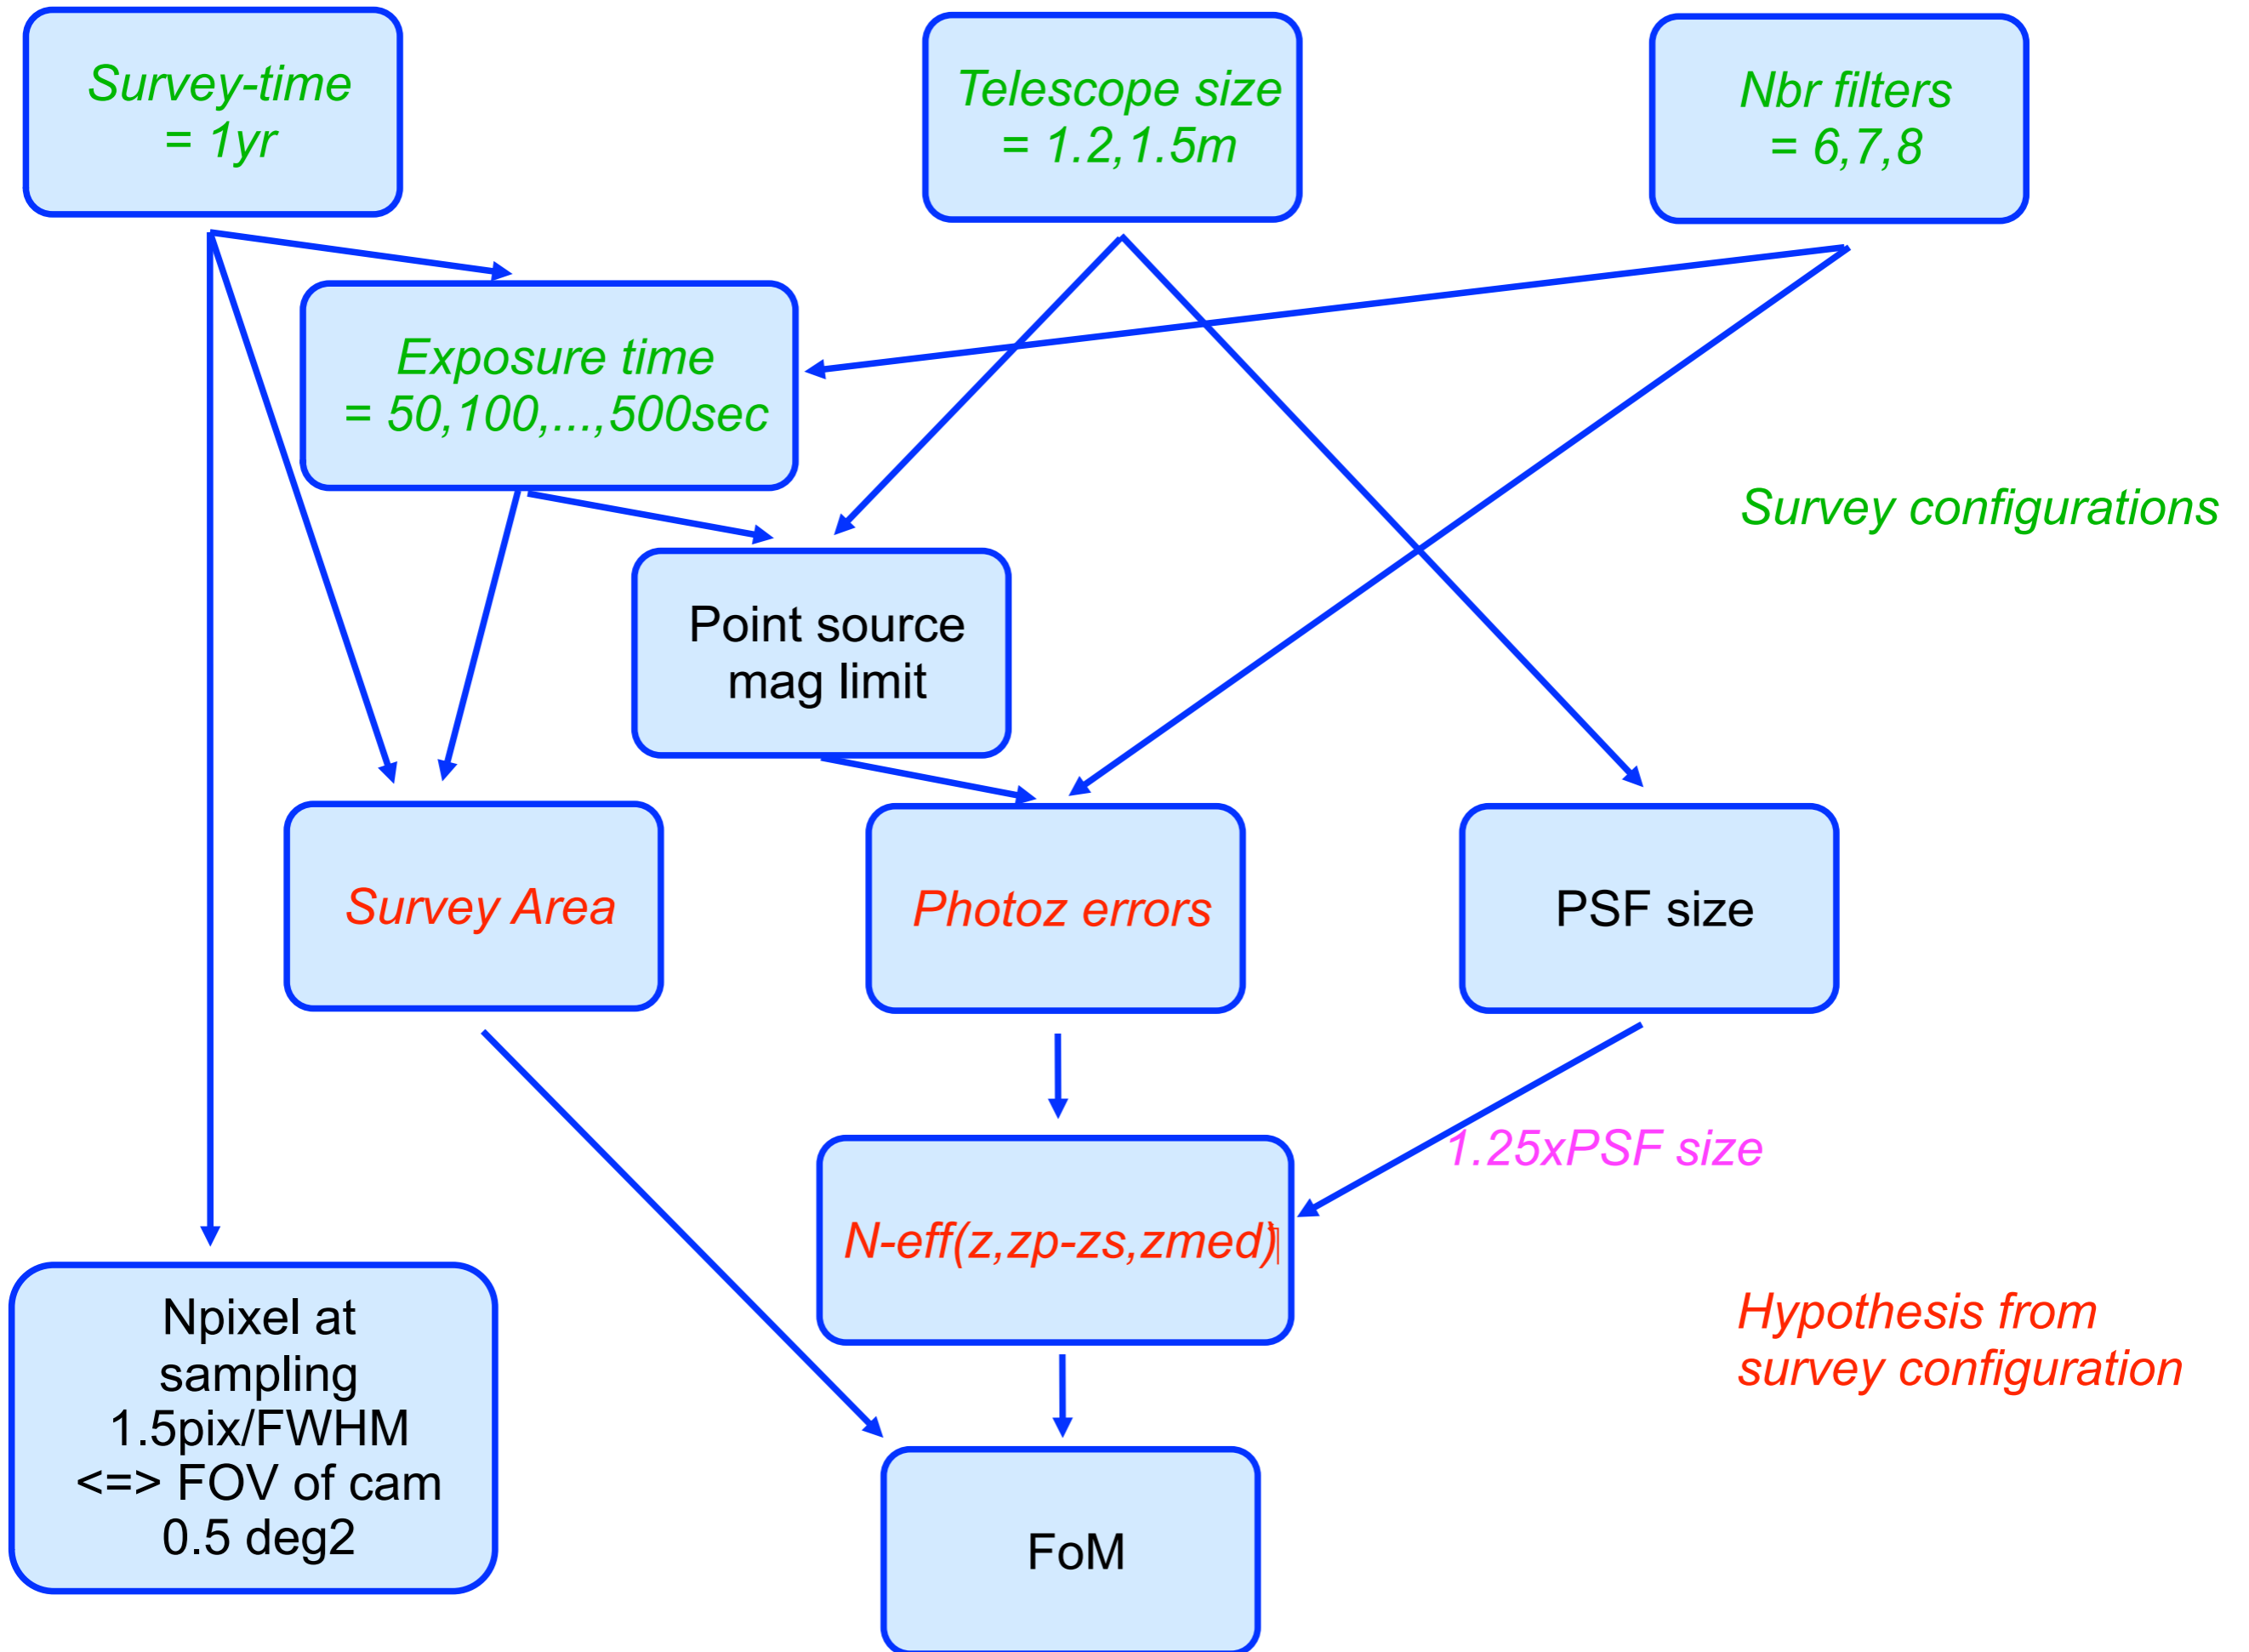 Survey-time
= 1yr
Telescope size
= 1.2,1.5m
Nbr filters
= 6,7,8
Exposure time
= 50,100,...,500sec
Survey configurations
Point source
mag limit
Survey Area
Photoz errors
PSF size
1.25xPSF size
N-eff(z,zp-zs,zmed)
Npixel at
sampling
1.5pix/FWHM
<=> FOV of cam
0.5 deg2
Hypothesis from
survey configuration
FoM